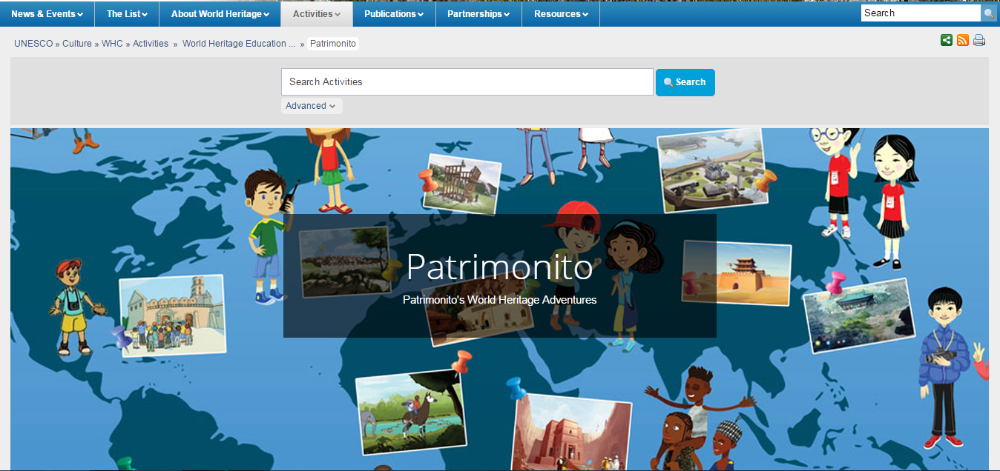 News & Events The List About World Heritage Activities Publications Partnerships Resources Search
UNESCO » Culture » WHC » Activities » World Heritage Education ... » Patrimonito
Search Activities Search
Advanced
Patrimonito
Patrimonito's World Heritage Adventures